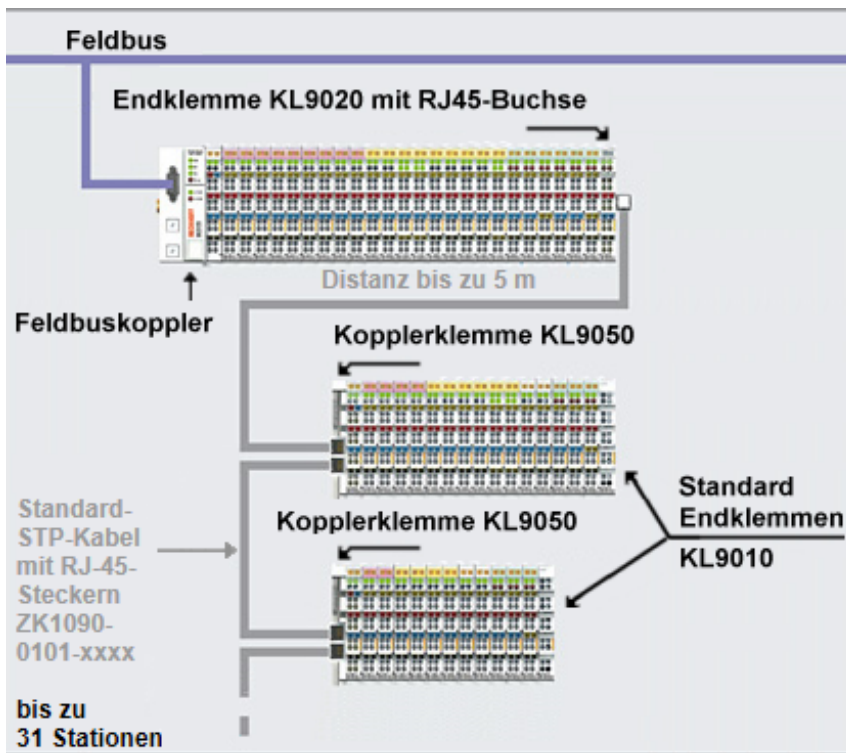 Feldbus
Endklemme KL9020 mit RJ45-Buchse
Distanz bis zu 5 m
Feldbuskoppler
Kopplerklemme KL9050
Standard
Endklemmen
KL9010
Standard-
STP-Kabel
mit RJ-45-
Steckern
ZK1090-
0101-xxxx
Kopplerklemme KL9050
bis zu
31 Stationen